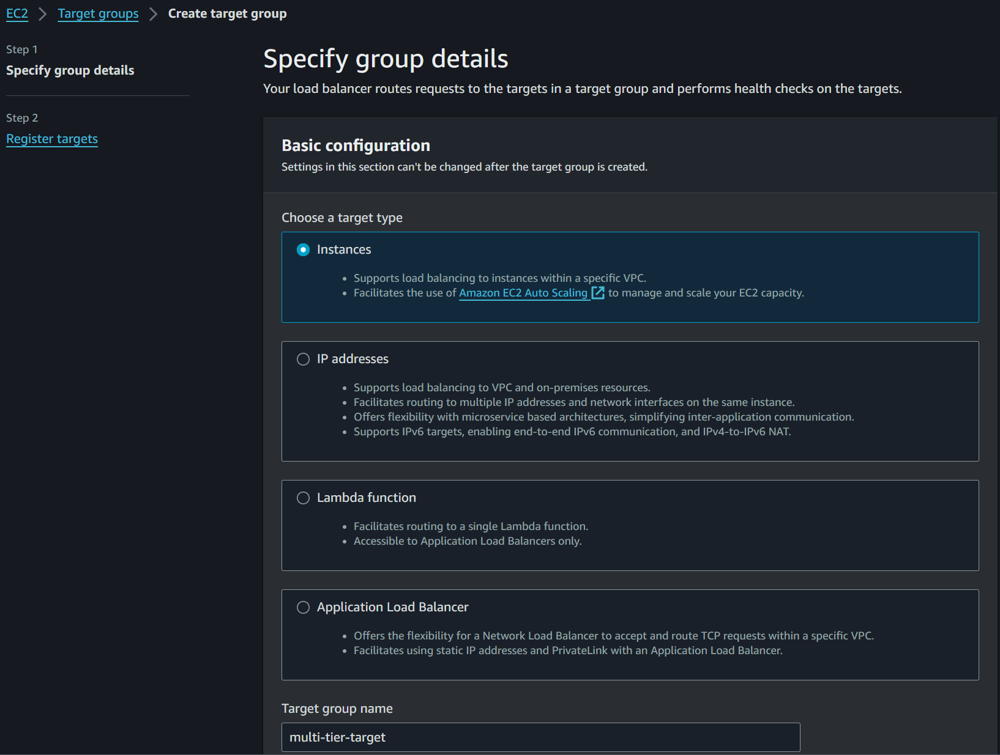 EC2 > Target groups > Create target group
Step 1
Specify group details
Step 2
Register targets
Specify group details
Your load balancer routes requests to the targets in a target group and performs health checks on the targets.
Basic configuration
Settings in this section can't be changed after the target group is created.
Choose a target type
Instances
• Supports load balancing to instances within a specific VPC.
• Facilitates the use of Amazon EC2 Auto Scaling to manage and scale your EC2 capacity.
IP addresses
• Supports load balancing to VPC and on-premises resources.
• Facilitates routing to multiple IP addresses and network interfaces on the same instance.
• Offers flexibility with microservice based architectures, simplifying inter-application communication.
• Supports IPv6 targets, enabling end-to-end IPv6 communication, and IPv4-to-IPv6 NAT.
Lambda function
• Facilitates routing to a single Lambda function.
• Accessible to Application Load Balancers only.
Application Load Balancer
• Offers the flexibility for a Network Load Balancer to accept and route TCP requests within a specific VPC.
• Facilitates using static IP addresses and PrivateLink with an Application Load Balancer.
Target group name
multi-tier-target